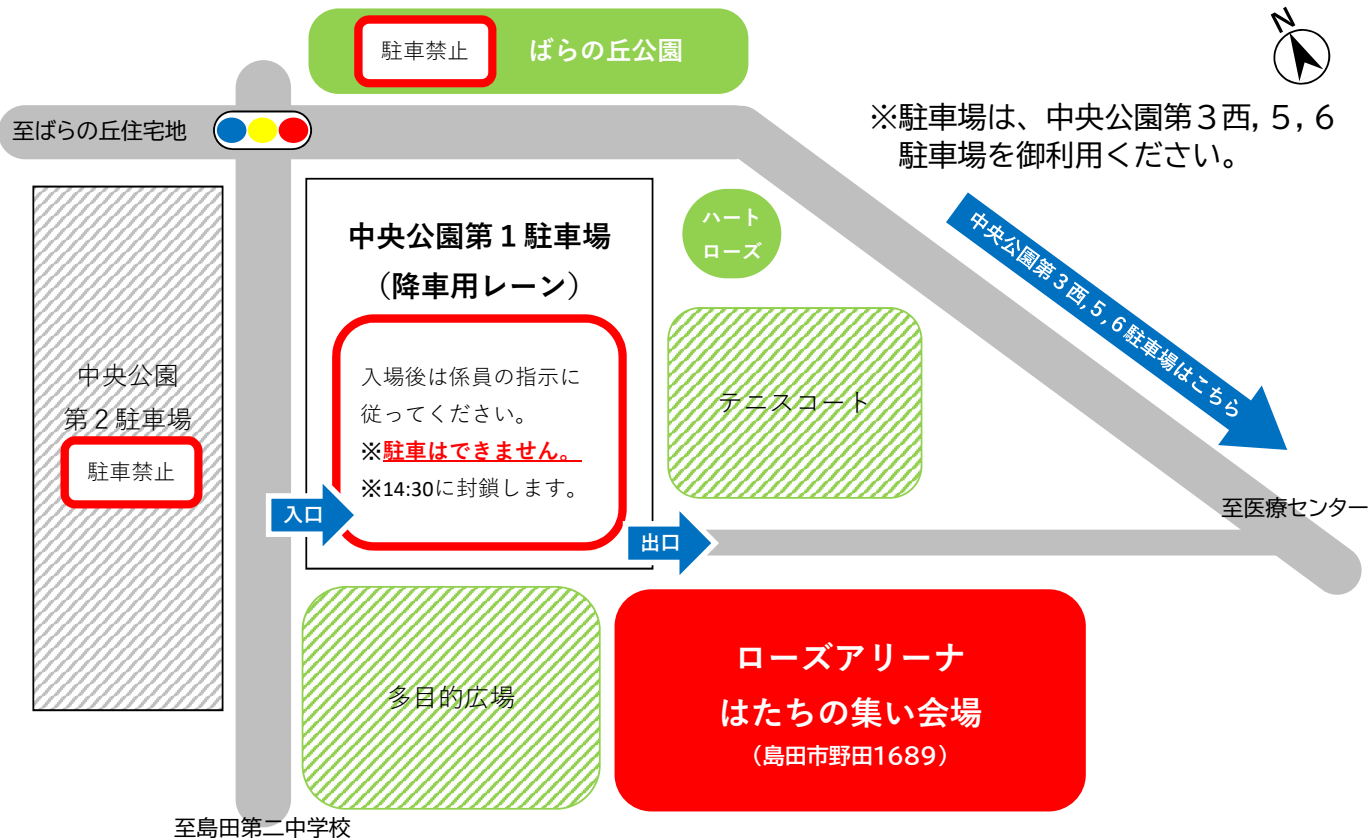 N
駐車禁止
ばらの丘公園
至ばらの丘住宅地
※駐車場は、中央公園第３西,５,６
駐車場を御利用ください。
中央公園第３西,５,６駐車場はこちら
中央公園第１駐車場
（降車用レーン）
ハート
ローズ
入場後は係員の指示に
従ってください。
※駐車はできません。
※14:30に封鎖します。
中央公園
第２駐車場
駐車禁止
テニスコート
入口
出口
至医療センター
多目的広場
ローズアリーナ
はたちの集い会場
（島田市野田1689）
至島田第二中学校